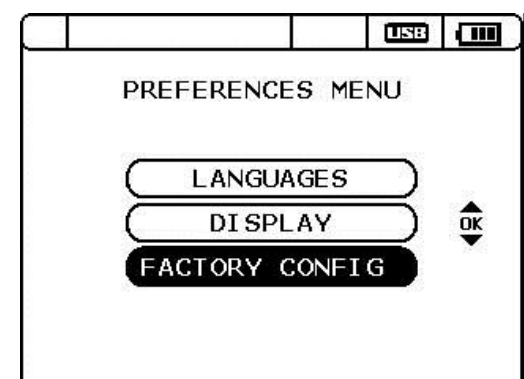 USB
PREFERENCES MENU
LANGUAGES
DISPLAY
OK
FACTORY CONFIG